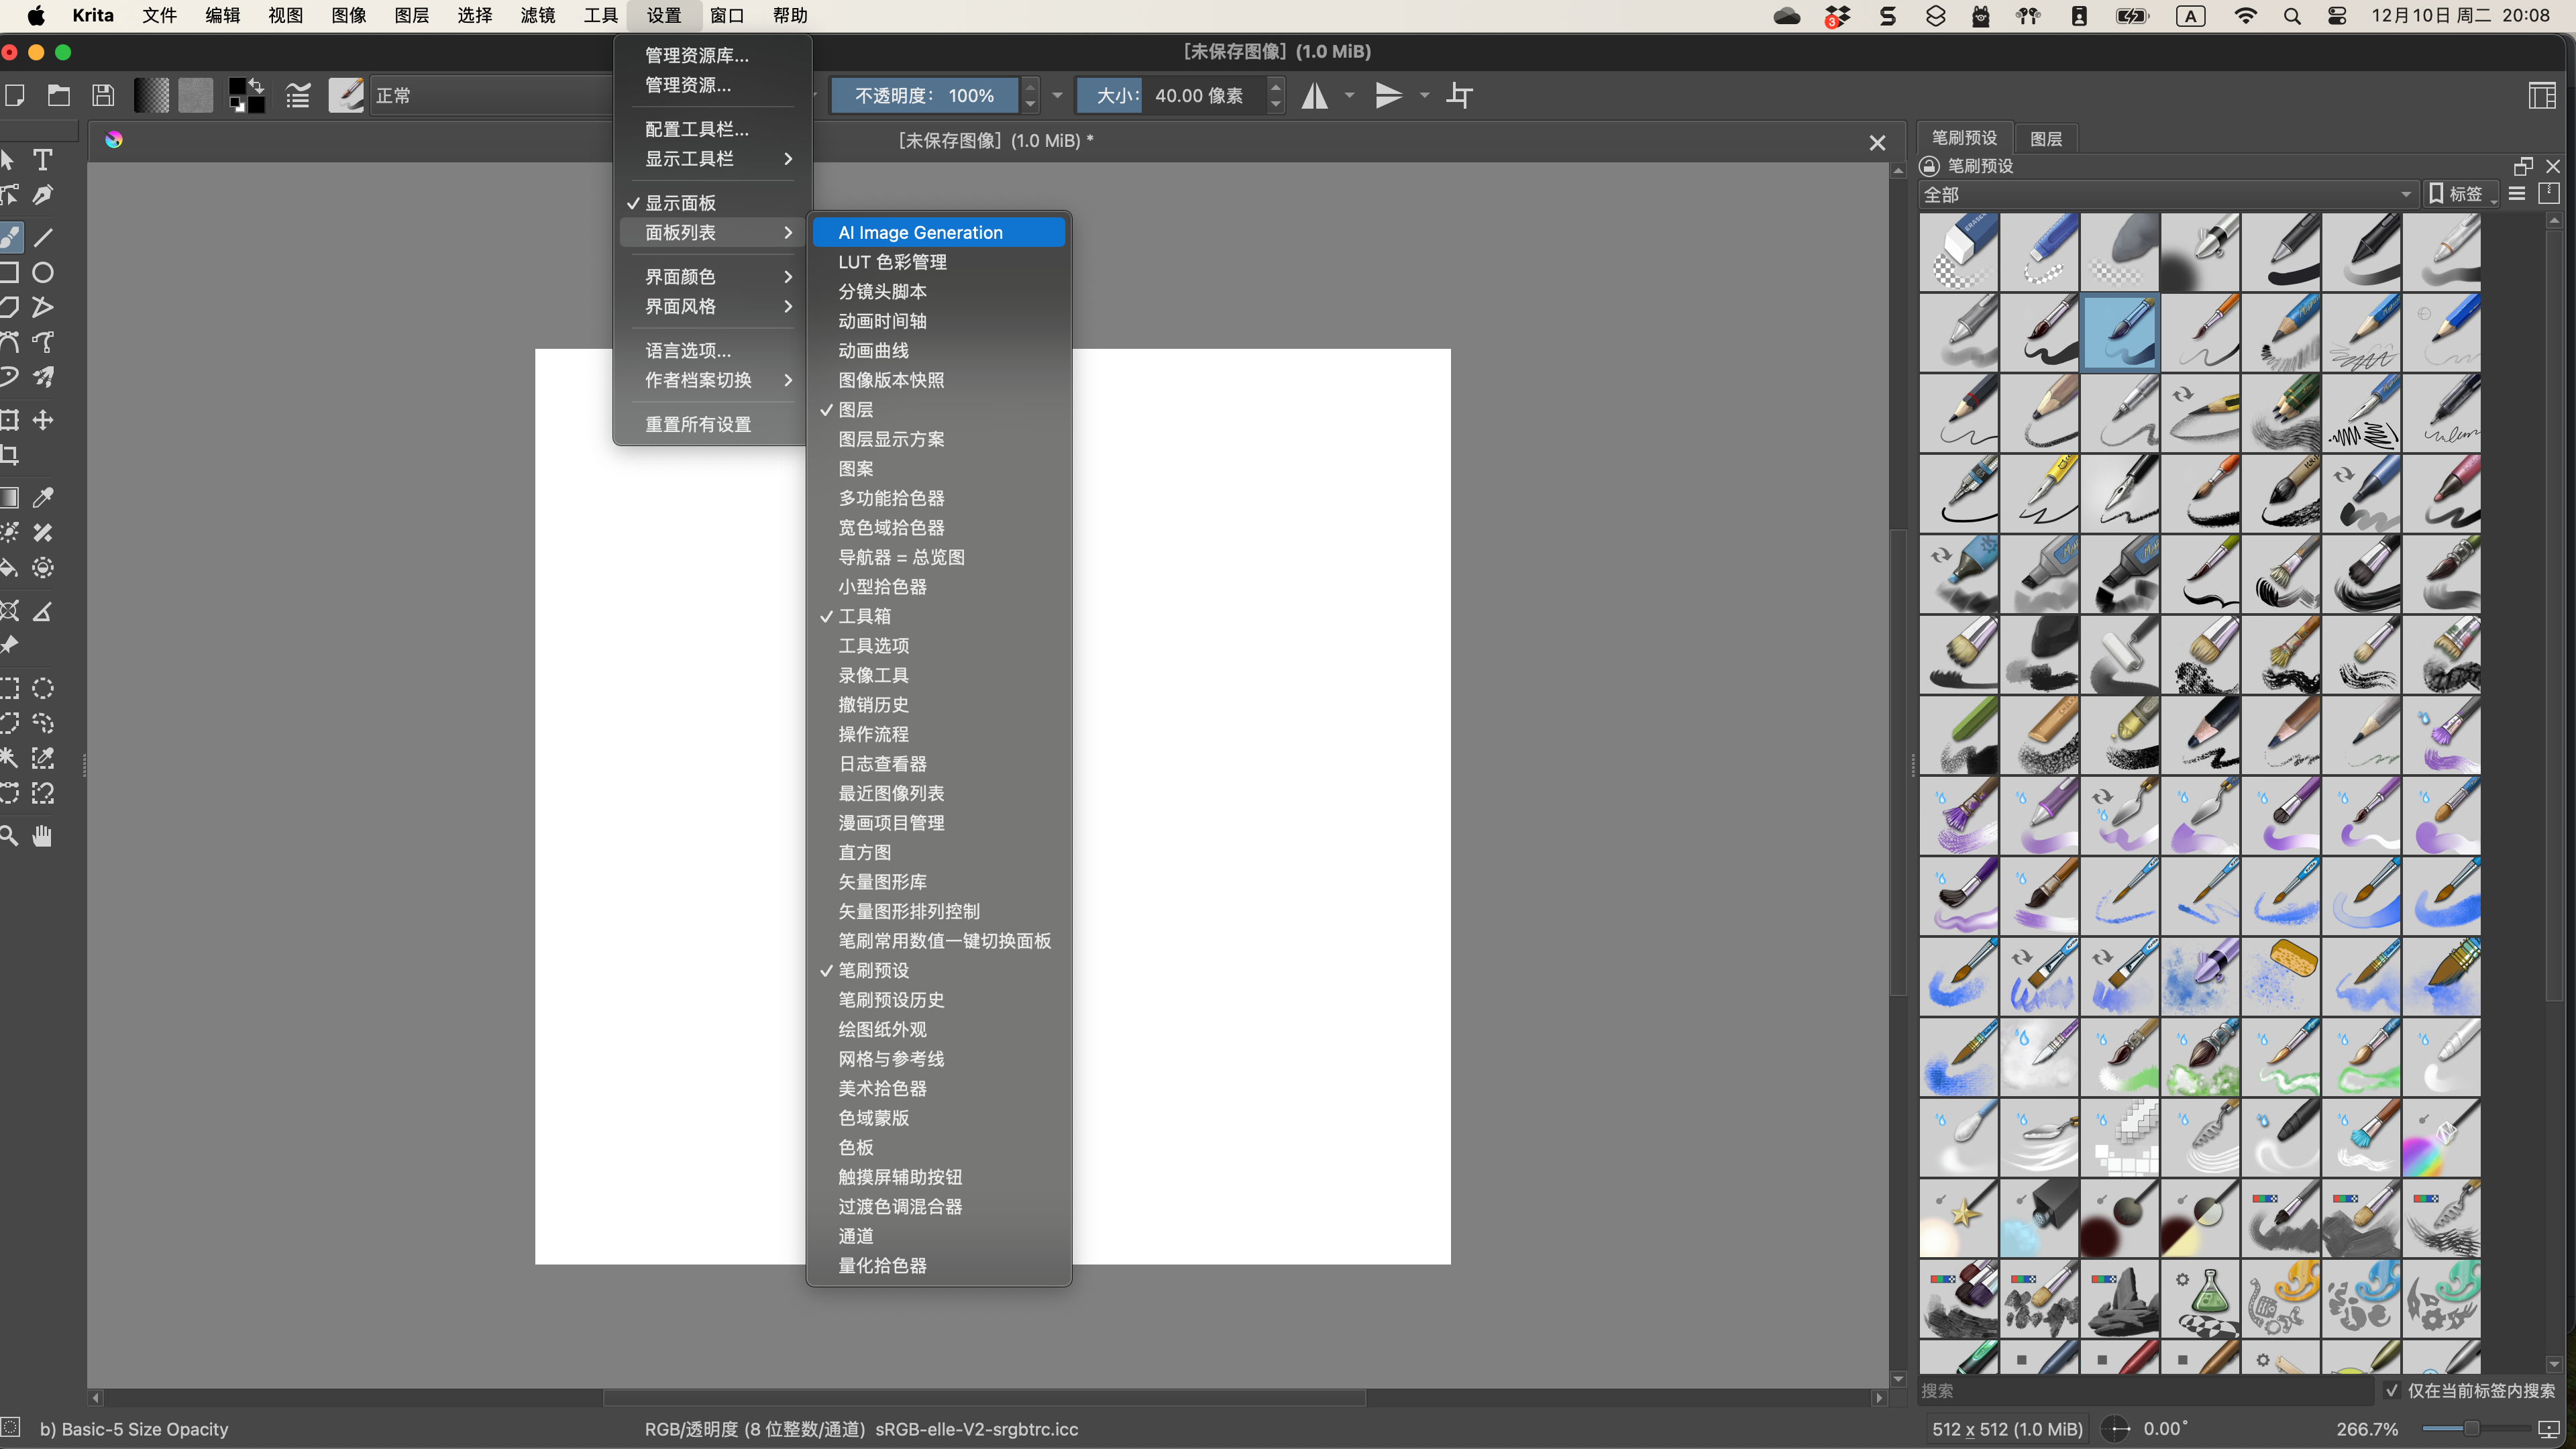 Krita 文件 编辑 视图 图像 图层 选择 滤镜 工具 设置 窗口 帮助 3 A 12月10日 周二 20:08
[未保存图像] (1.0 MiB)
正常 不透明度: 100% 大小: 40.00 像素
[未保存图像] (1.0 MiB) *
管理资源库...
管理资源...
配置工具栏...
显示工具栏
显示面板
面板列表
界面颜色
界面风格
语言选项...
作者档案切换
重置所有设置
AI Image Generation
LUT 色彩管理
分镜头脚本
动画时间轴
动画曲线
图像版本快照
图层
图层显示方案
图案
多功能拾色器
宽色域拾色器
导航器 = 总览图
小型拾色器
工具箱
工具选项
录像工具
撤销历史
操作流程
日志查看器
最近图像列表
漫画项目管理
直方图
矢量图形库
矢量图形排列控制
笔刷常用数值一键切换面板
笔刷预设
笔刷预设历史
绘图纸外观
网格与参考线
美术拾色器
色域蒙版
色板
触摸屏辅助按钮
过渡色调混合器
通道
量化拾色器
笔刷预设 图层
笔刷预设
全部 标签
搜索 仅在当前标签内搜索
b) Basic-5 Size Opacity RGB/透明度 (8 位整数/通道) sRGB-elle-V2-srgbtrc.icc 512 x 512 (1.0 MiB) 0.00° 266.7%